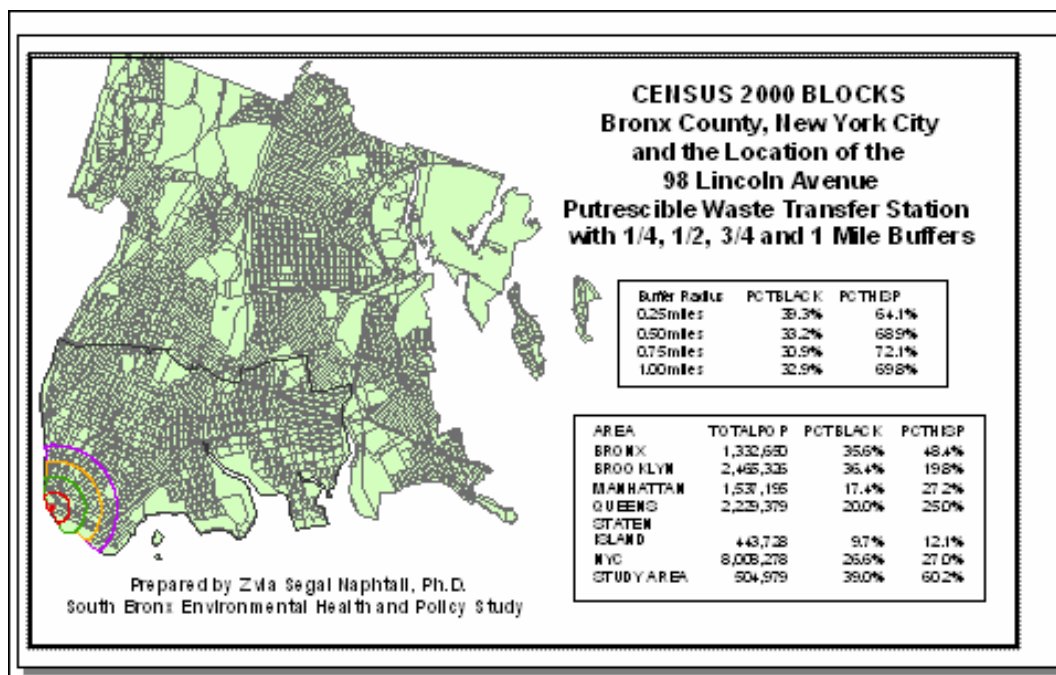 CENSUS 2000 BLOCKS
Bronx County, New York City
and the Location of the
98 Lincoln Avenue
Putrescible Waste Transfer Station
with 1/4, 1/2, 3/4 and 1 Mile Buffers
Buffer Radius PCTBLACK PCTHISP
0.25miles 39.3% 64.1%
0.50miles 33.2% 68.9%
0.75miles 30.9% 72.1%
1.00miles 32.9% 69.8%
AREA TOTALPOP PCTBLACK PCTHISP
BRONX 1,332,650 35.6% 48.4%
BROOKLYN 2,465,326 36.4% 19.8%
MANHATTAN 1,537,195 17.4% 27.2%
QUEENS 2,229,379 20.0% 25.0%
STATEN
ISLAND 443,728 9.7% 12.1%
NYC 8,008,278 26.6% 27.0%
STUDY AREA 504,979 39.0% 60.2%
Prepared by Zvia Segal Naphtali, Ph.D.
South Bronx Environmental Health and Policy Study